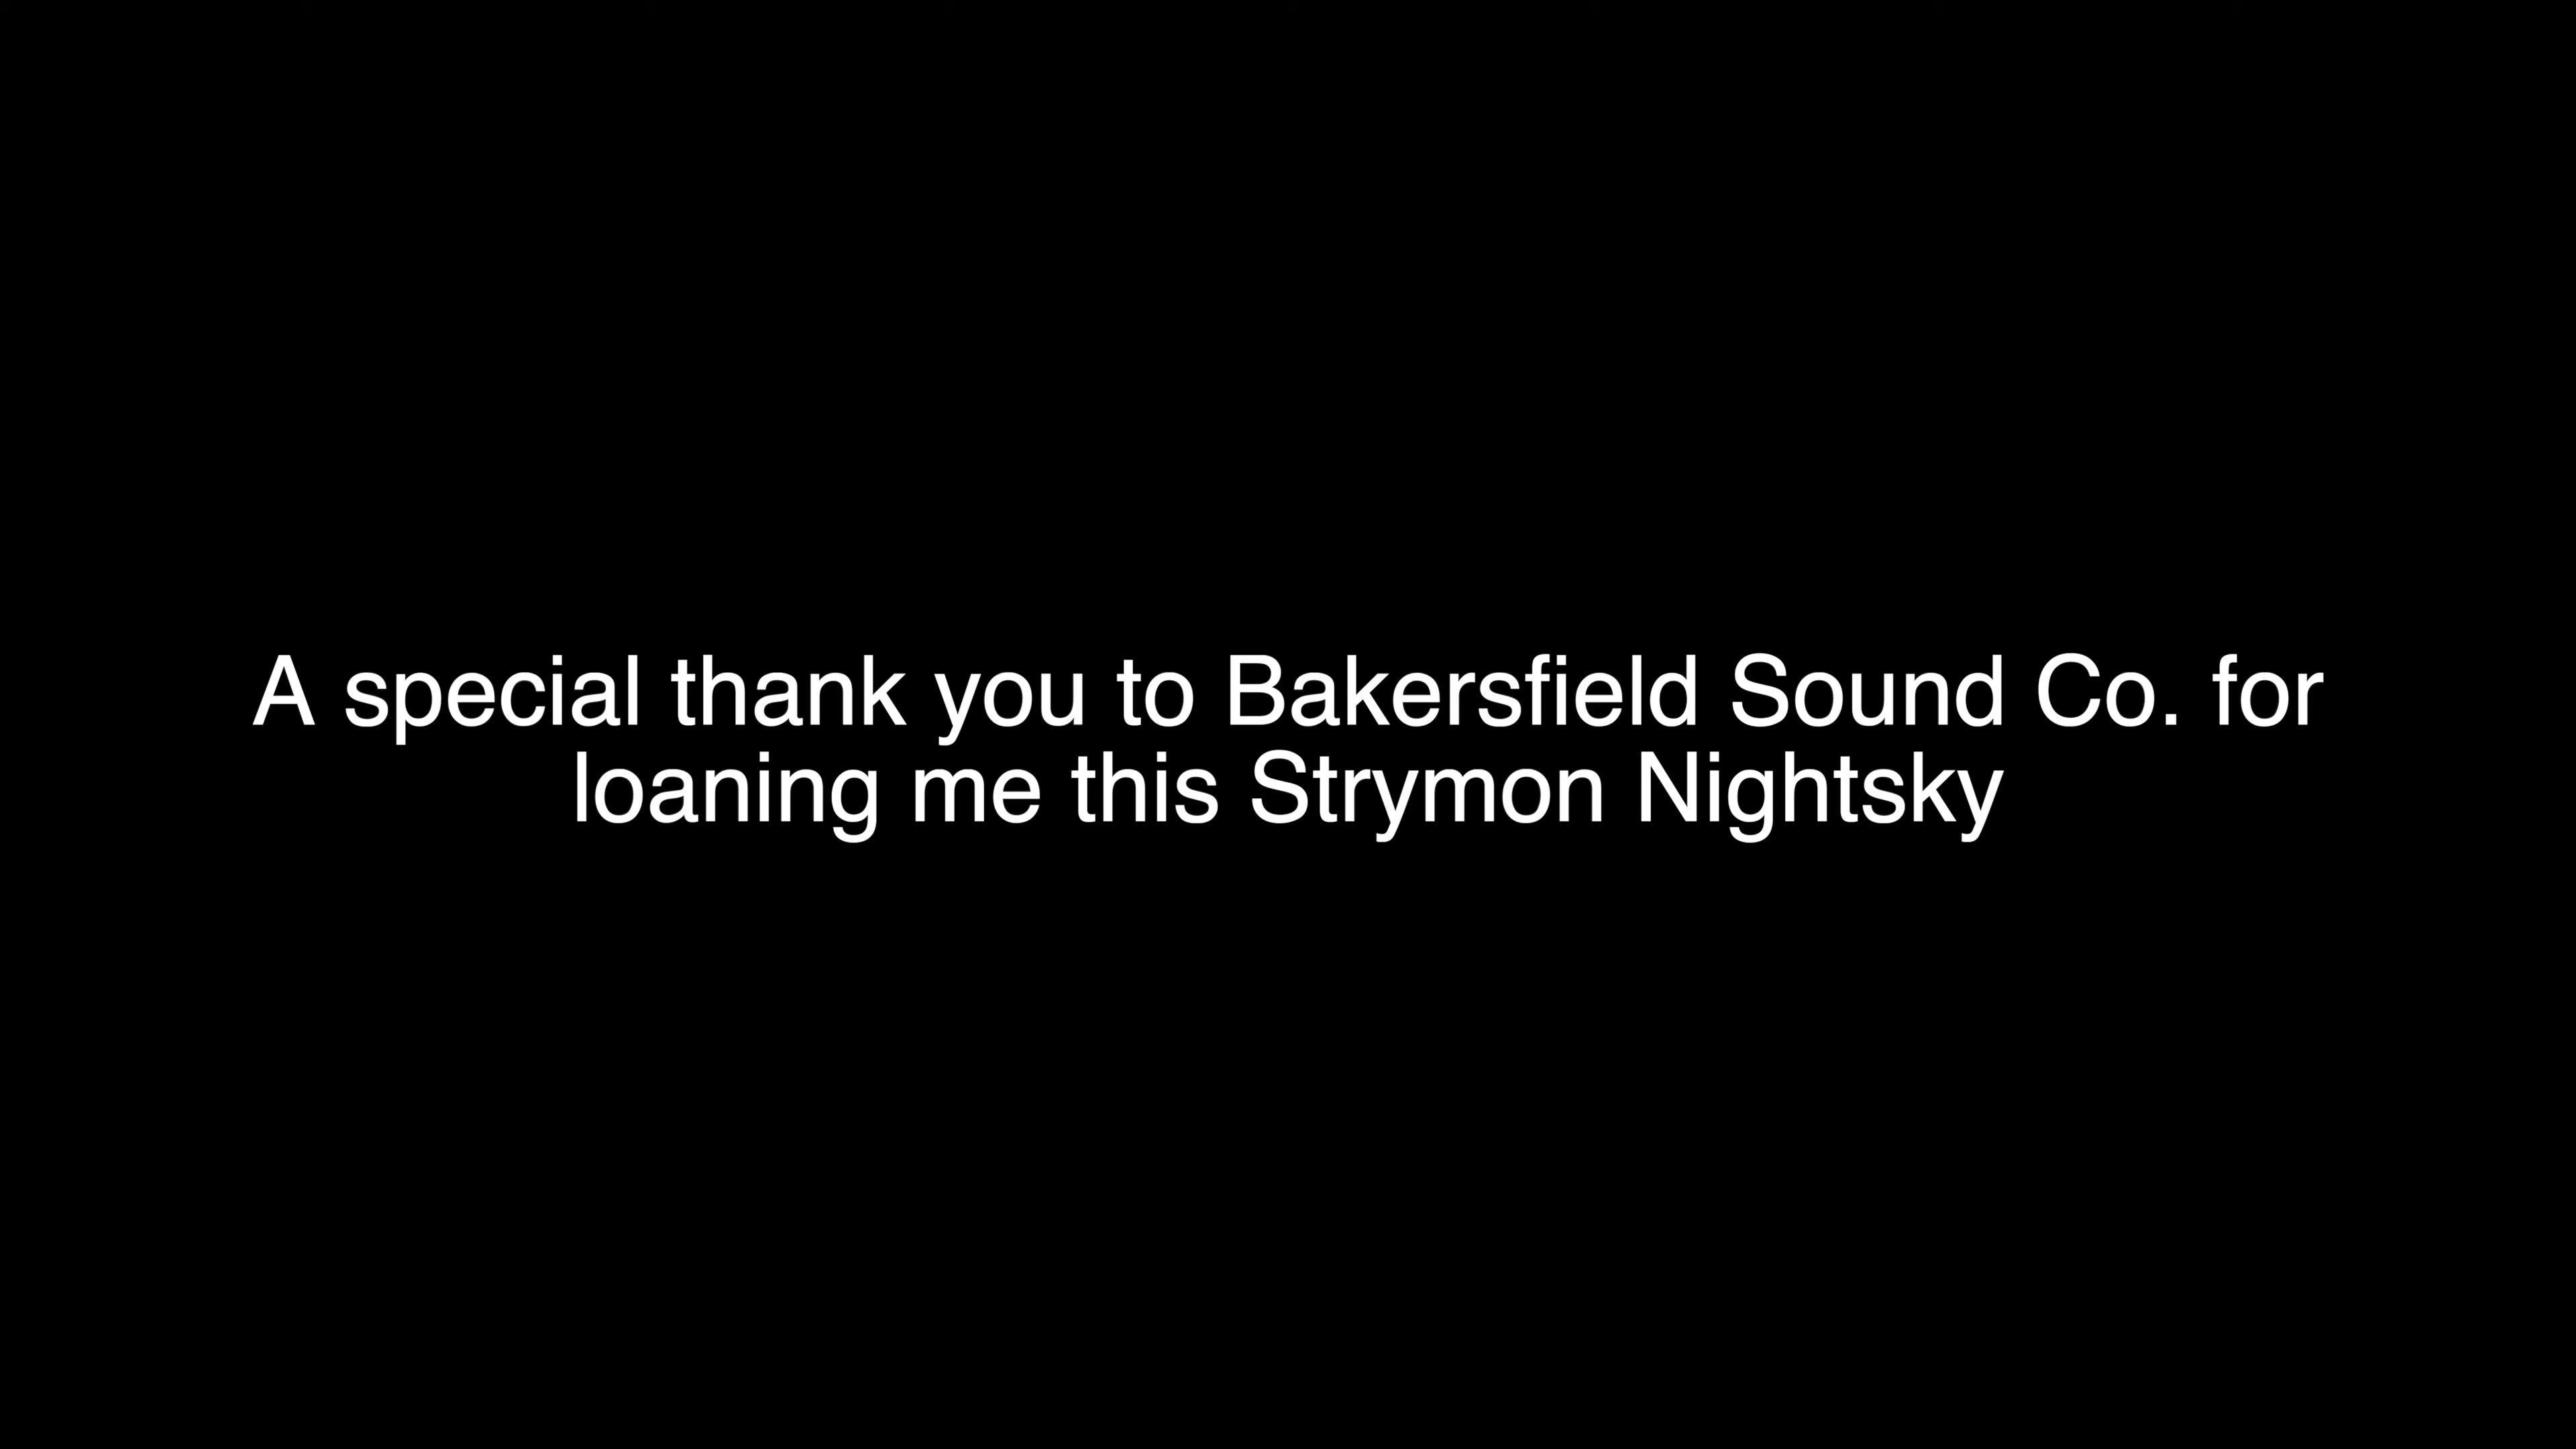 A special thank you to Bakersfield Sound Co. for
loaning me this Strymon Nightsky